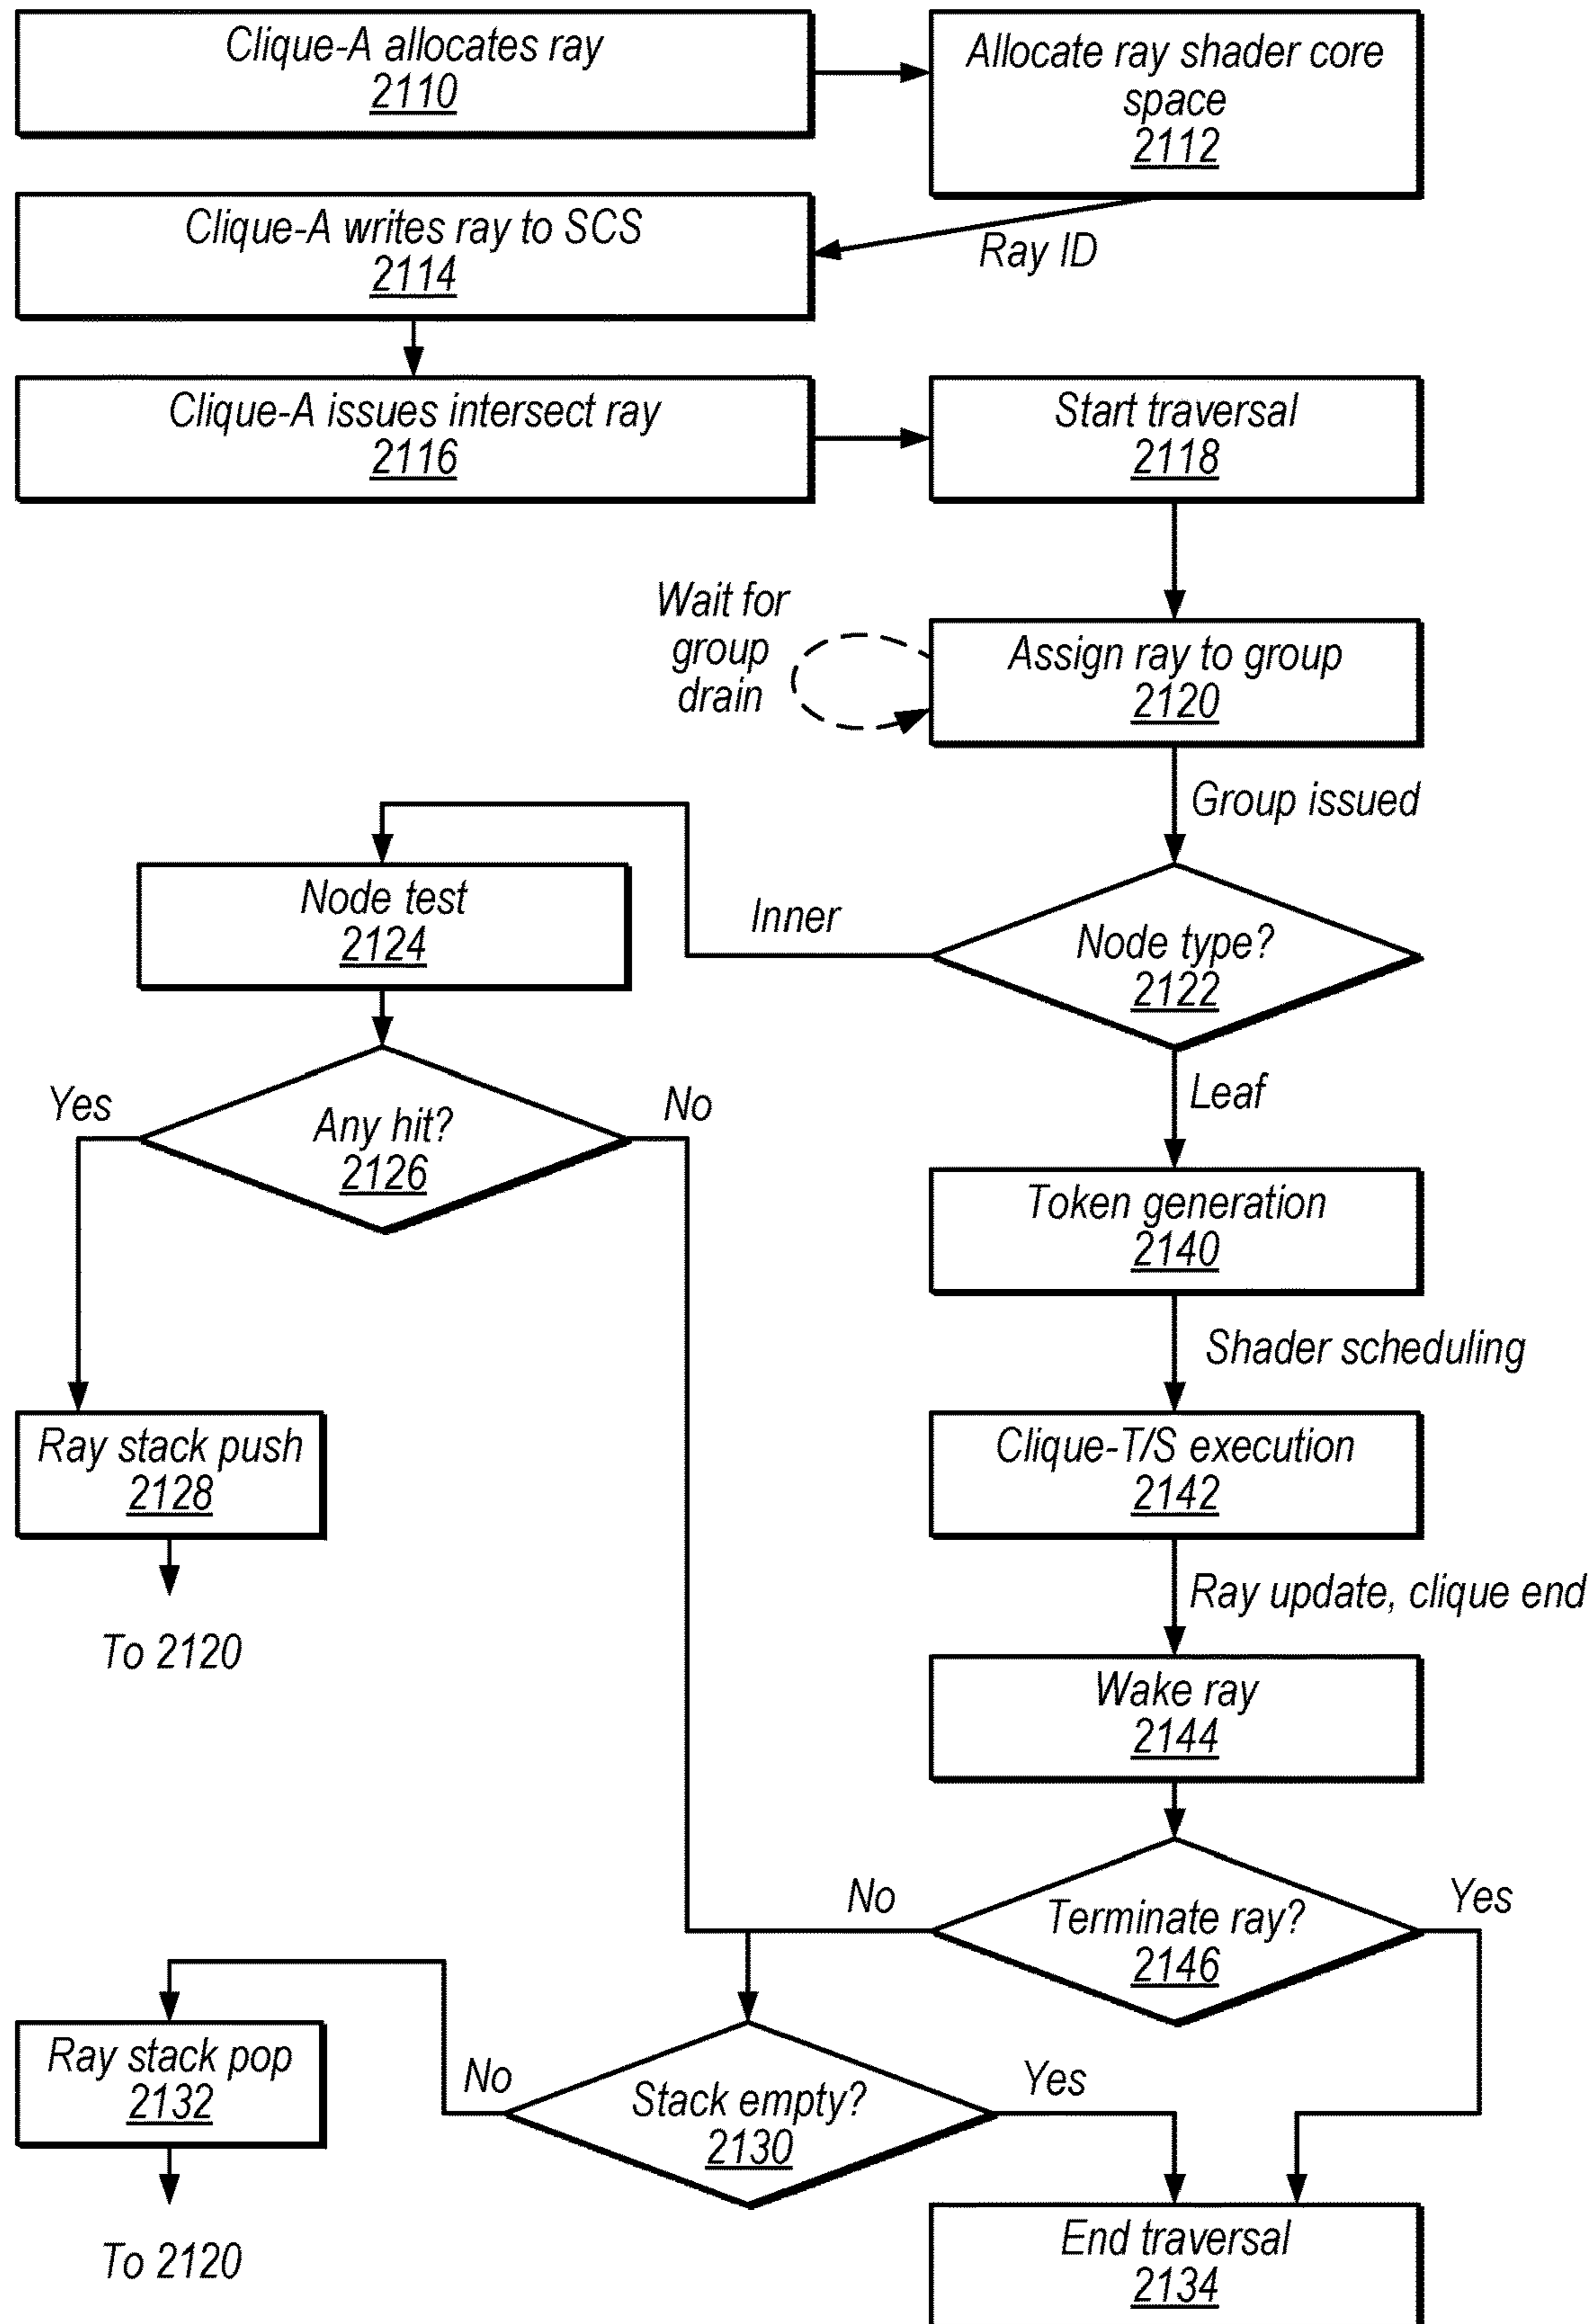 Clique-A allocates ray
2110
Allocate ray shader core
space
2112
Clique-A writes ray to SCS
2114
Ray ID
Clique-A issues intersect ray
2116
Start traversal
2118
Wait for
group
drain
Assign ray to group
2120
Group issued
Node type?
2122
Inner
Node test
2124
Any hit?
2126
Yes
No
Leaf
Token generation
2140
Shader scheduling
Ray stack push
2128
To 2120
Clique-T/S execution
2142
Ray update, clique end
Wake ray
2144
Terminate ray?
2146
No
Yes
Stack empty?
2130
No
Yes
Ray stack pop
2132
To 2120
End traversal
2134